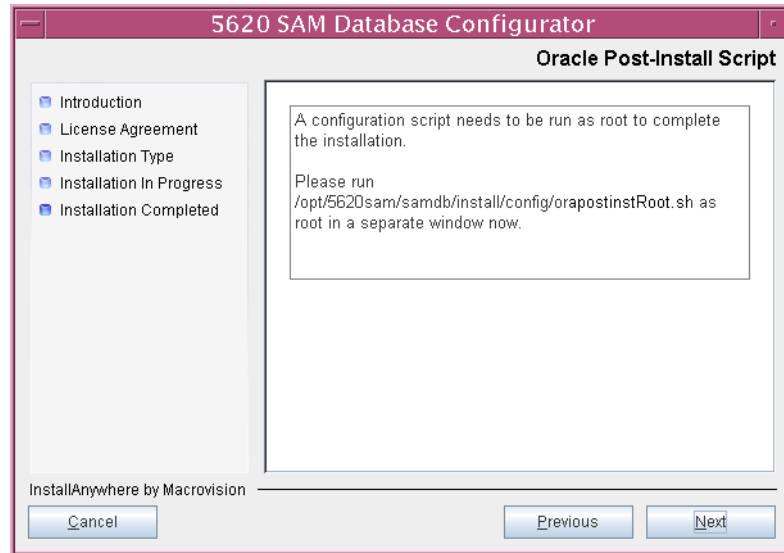 5620 SAM Database Configurator
Oracle Post-Install Script
Introduction
License Agreement
Installation Type
Installation In Progress
Installation Completed
A configuration script needs to be run as root to complete
the installation.
Please run
/opt/5620sam/samdb/install/config/orapostinstRoot.sh as
root in a separate window now.
InstallAnywhere by Macrovision
Cancel
Previous
Next